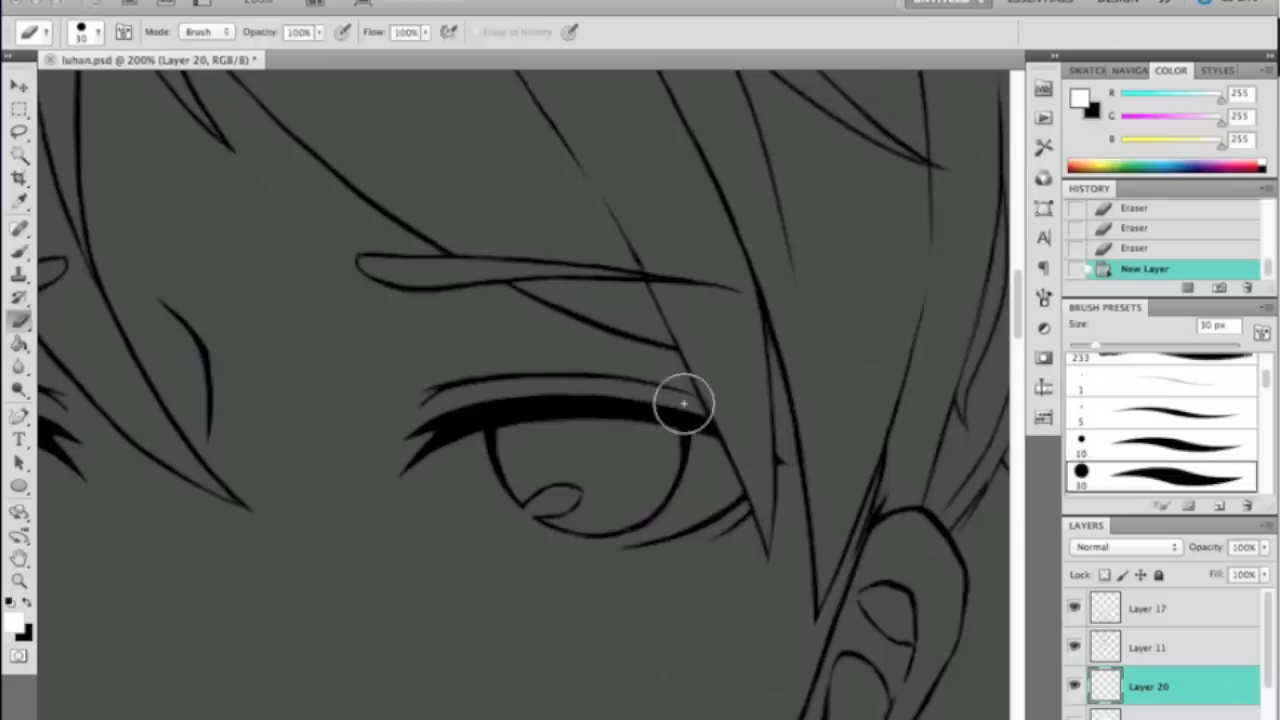 UNTITLED
ESSENTIALS
DESIGN
30
Mode: Brush
Opacity: 100%
Flow: 100%
Erase to History
luhan.psd @ 200% (Layer 20, RGB/8) *
SWATCH NAVIGA COLOR STYLES
R 255
G 255
B 255
HISTORY
Eraser
Eraser
Eraser
New Layer
BRUSH PRESETS
Size: 30 px
233
1
5
10
30
LAYERS
Normal Opacity: 100%
Lock: Fill: 100%
Layer 17
Layer 11
Layer 20